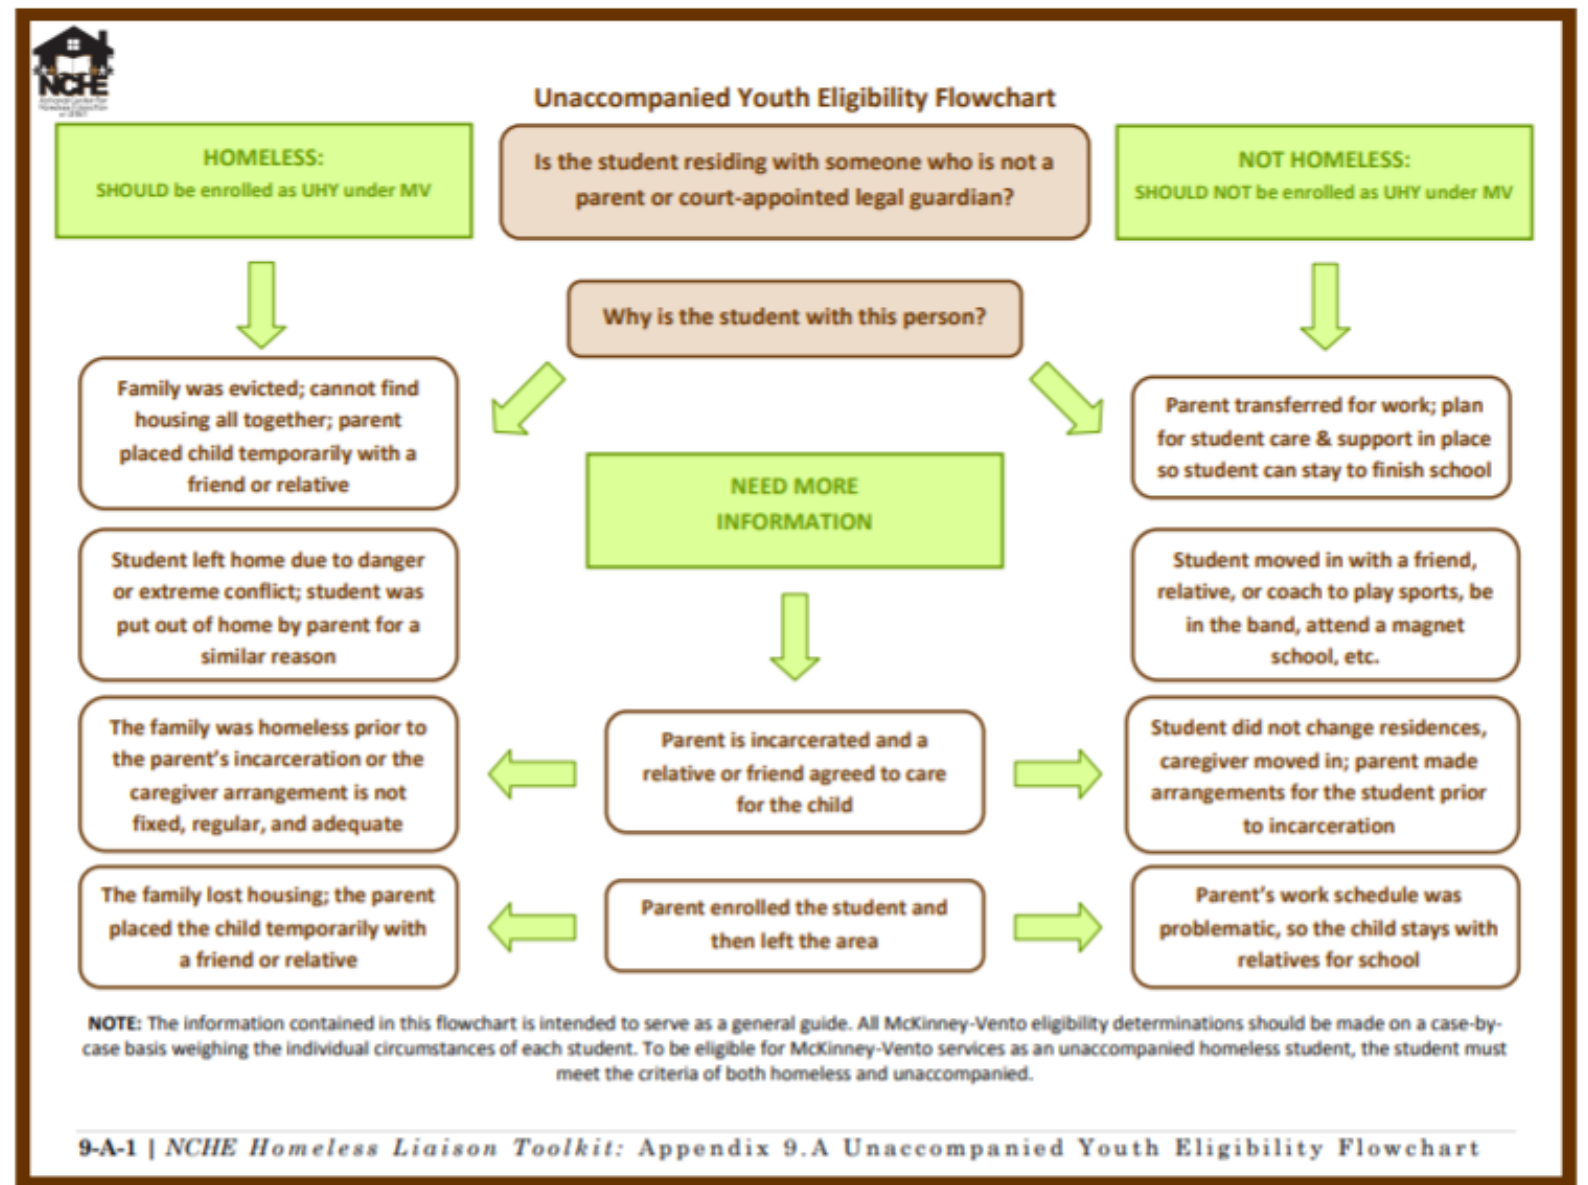 NCHE
Unaccompanied Youth Eligibility Flowchart
HOMELESS:
SHOULD be enrolled as UHY under MV
Is the student residing with someone who is not a
parent or court-appointed legal guardian?
NOT HOMELESS:
SHOULD NOT be enrolled as UHY under MV
Why is the student with this person?
Family was evicted; cannot find
housing all together; parent
placed child temporarily with a
friend or relative
Parent transferred for work; plan
for student care & support in place
so student can stay to finish school
NEED MORE
INFORMATION
Student left home due to danger
or extreme conflict; student was
put out of home by parent for a
similar reason
Student moved in with a friend,
relative, or coach to play sports, be
in the band, attend a magnet
school, etc.
The family was homeless prior to
the parent's incarceration or the
caregiver arrangement is not
fixed, regular, and adequate
Parent is incarcerated and a
relative or friend agreed to care
for the child
Student did not change residences,
caregiver moved in; parent made
arrangements for the student prior
to incarceration
The family lost housing; the parent
placed the child temporarily with
a friend or relative
Parent enrolled the student and
then left the area
Parent's work schedule was
problematic, so the child stays with
relatives for school
NOTE: The information contained in this flowchart is intended to serve as a general guide. All McKinney-Vento eligibility determinations should be made on a case-by-
case basis weighing the individual circumstances of each student. To be eligible for McKinney-Vento services as an unaccompanied homeless student, the student must
meet the criteria of both homeless and unaccompanied.
9-A-1 | NCHE Homeless Liaison Toolkit: Appendix 9.A Unaccompanied Youth Eligibility Flowchart